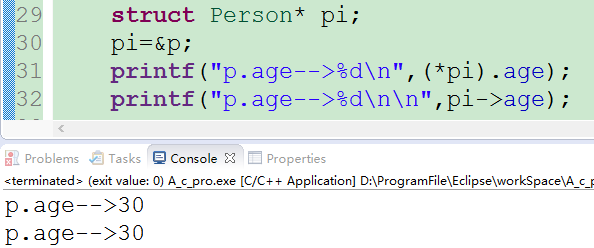 29 struct Person* pi;
30 pi=&p;
31 printf("p.age-->%d\n",(*pi).age);
32 printf("p.age-->%d\n\n",pi->age);
Problems Tasks Console Properties
<terminated> (exit value: 0) A_c_pro.exe [C/C++ Application] D:\ProgramFile\Eclipse\workSpace\A_c_p
p.age-->30
p.age-->30